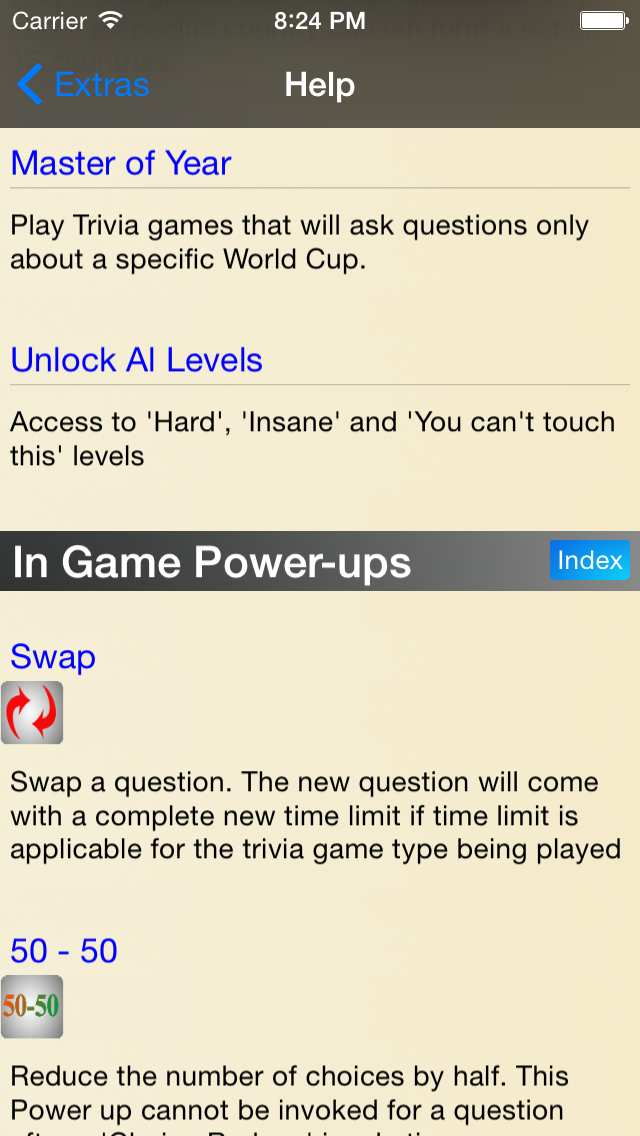 Carrier 8:24 PM
Extras Help
Master of Year
Play Trivia games that will ask questions only
about a specific World Cup.
Unlock AI Levels
Access to 'Hard', 'Insane' and 'You can't touch
this' levels
In Game Power-ups Index
Swap
Swap a question. The new question will come
with a complete new time limit if time limit is
applicable for the trivia game type being played
50 - 50
50-50
Reduce the number of choices by half. This
Power up cannot be invoked for a question